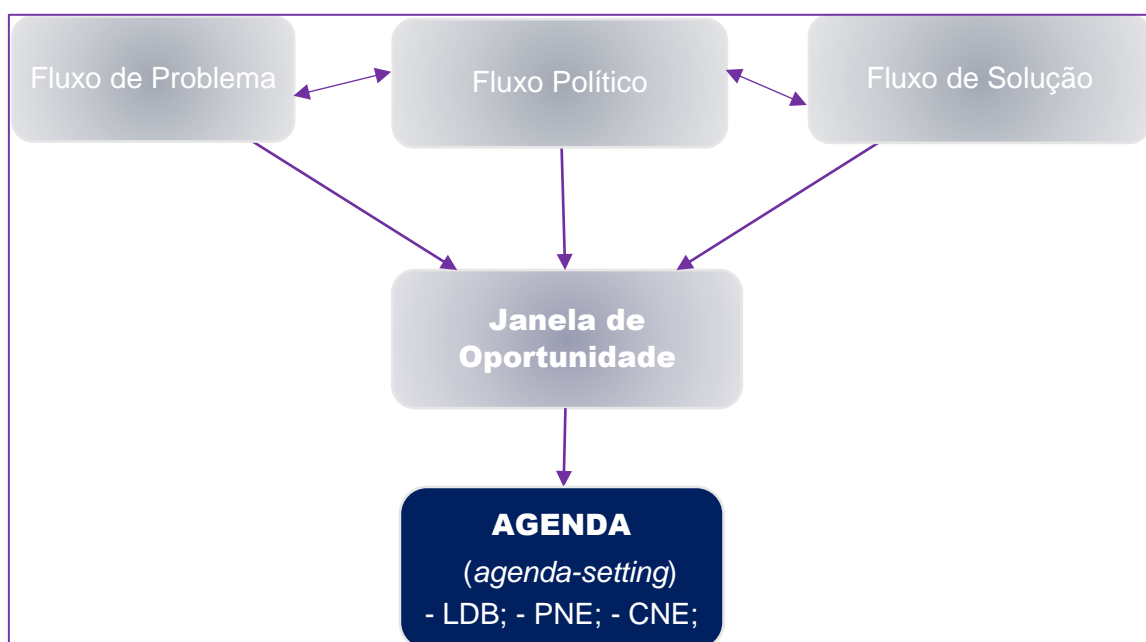 Fluxo de Problema
Fluxo Político
Fluxo de Solução
Janela de
Oportunidade
AGENDA
(agenda-setting)
- LDB; - PNE; - CNE;